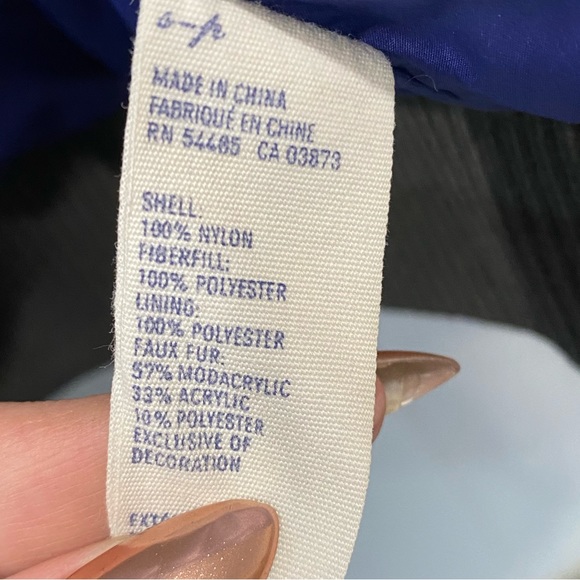 s-p
MADE IN CHINA
FABRIQUÉ EN CHINE
RN 54485 CA 03873
SHELL:
100% NYLON
FIBERFILL:
100% POLYESTER
LINING:
100% POLYESTER
FAUX FUR:
57% MODACRYLIC
33% ACRYLIC
10% POLYESTER
EXCLUSIVE OF
DECORATION